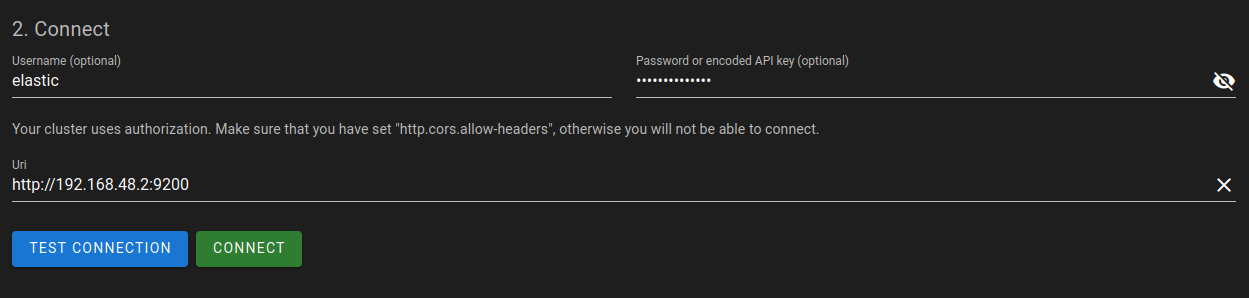 2. Connect
Username (optional)
Password or encoded API key (optional)
elastic
••••••••••••••
Your cluster uses authorization. Make sure that you have set "http.cors.allow-headers", otherwise you will not be able to connect.
Uri
http://192.168.48.2:9200
TEST CONNECTION
CONNECT